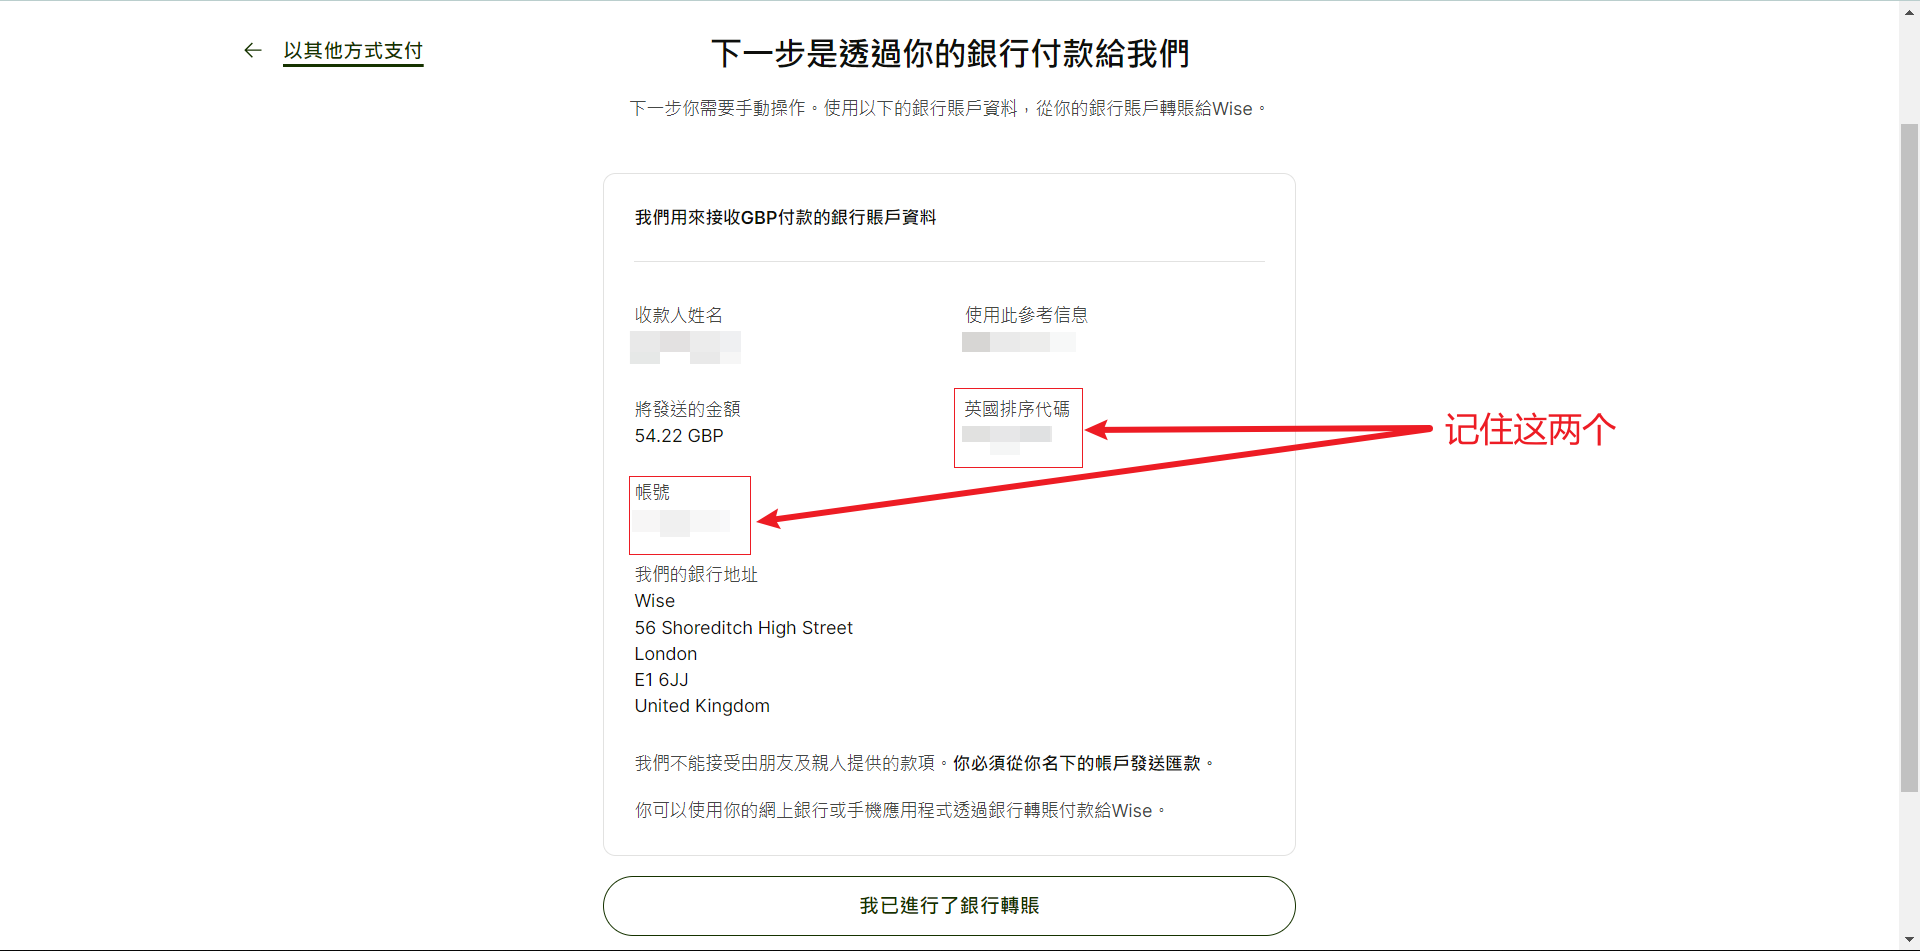 以其他方式支付
下一步是透過你的銀行付款給我們
下一步你需要手動操作。使用以下的銀行賬戶資料，從你的銀行賬戶轉賬給Wise。
我們用來接收GBP付款的銀行賬戶資料
收款人姓名
使用此參考信息
將發送的金額
54.22 GBP
英國排序代碼
记住这两个
帳號
我們的銀行地址
Wise
56 Shoreditch High Street
London
E1 6JJ
United Kingdom
我們不能接受由朋友及親人提供的款項。你必須從你名下的帳戶發送匯款。
你可以使用你的網上銀行或手機應用程式透過銀行轉賬付款給Wise。
我已進行了銀行轉賬